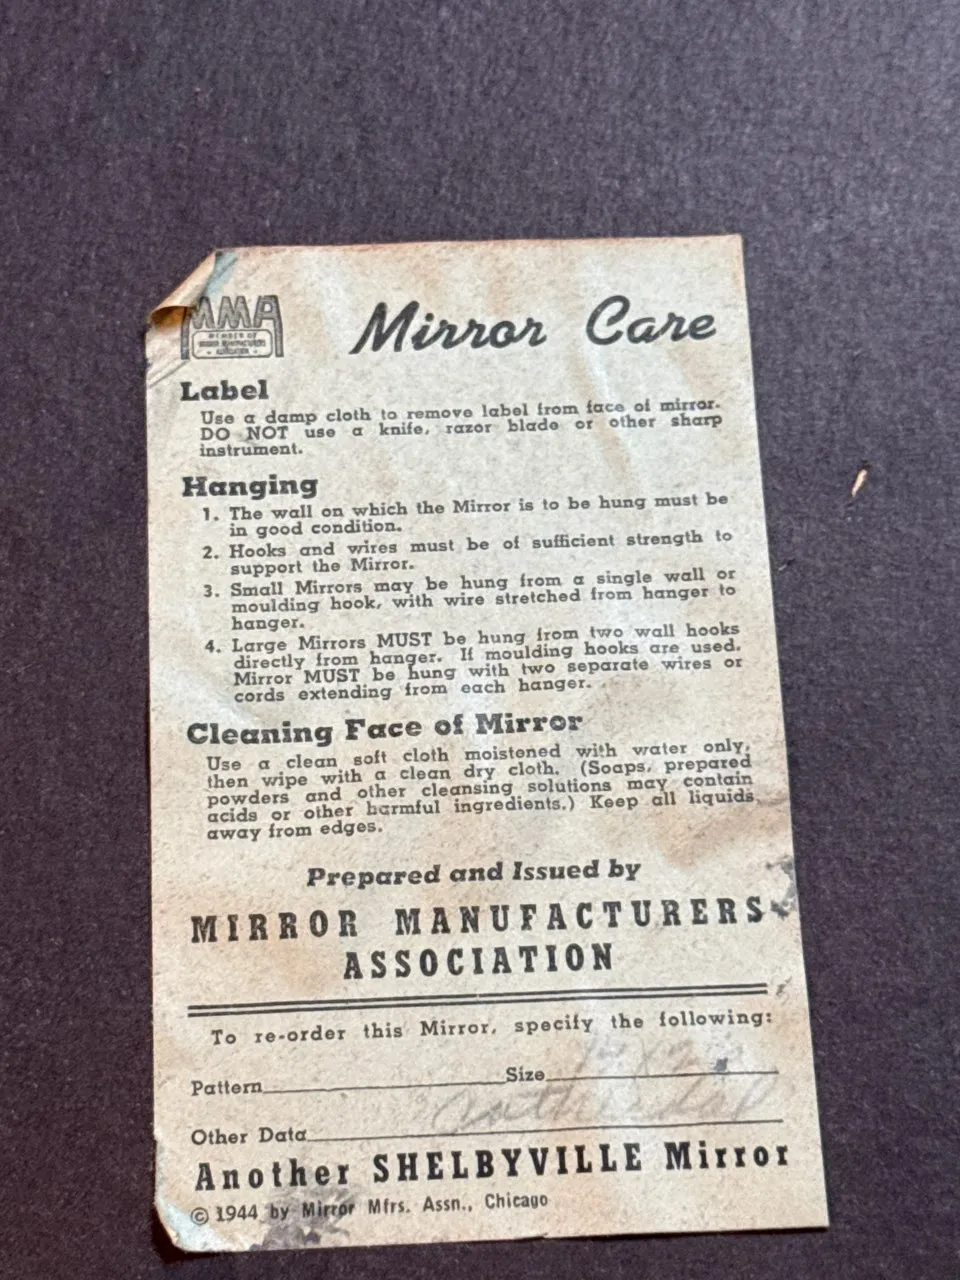 MMA
MEMBER OF
MIRROR MANUFACTURERS
ASSOCIATION
Mirror Care
Label
Use a damp cloth to remove label from face of mirror.
DO NOT use a knife, razor blade or other sharp
instrument.
Hanging
1. The wall on which the Mirror is to be hung must be
in good condition.
2. Hooks and wires must be of sufficient strength to
support the Mirror.
3. Small Mirrors may be hung from a single wall or
moulding hook, with wire stretched from hanger to
hanger.
4. Large Mirrors MUST be hung from two wall hooks
directly from hanger. If moulding hooks are used,
Mirror MUST be hung with two separate wires or
cords extending from each hanger.
Cleaning Face of Mirror
Use a clean soft cloth moistened with water only,
then wipe with a clean dry cloth. (Soaps, prepared
powders and other cleansing solutions may contain
acids or other harmful ingredients.) Keep all liquids
away from edges.
Prepared and Issued by
MIRROR MANUFACTURERS
ASSOCIATION
To re-order this Mirror, specify the following:
Pattern Size
Other Data
Another SHELBYVILLE Mirror
© 1944 by Mirror Mfrs. Assn., Chicago